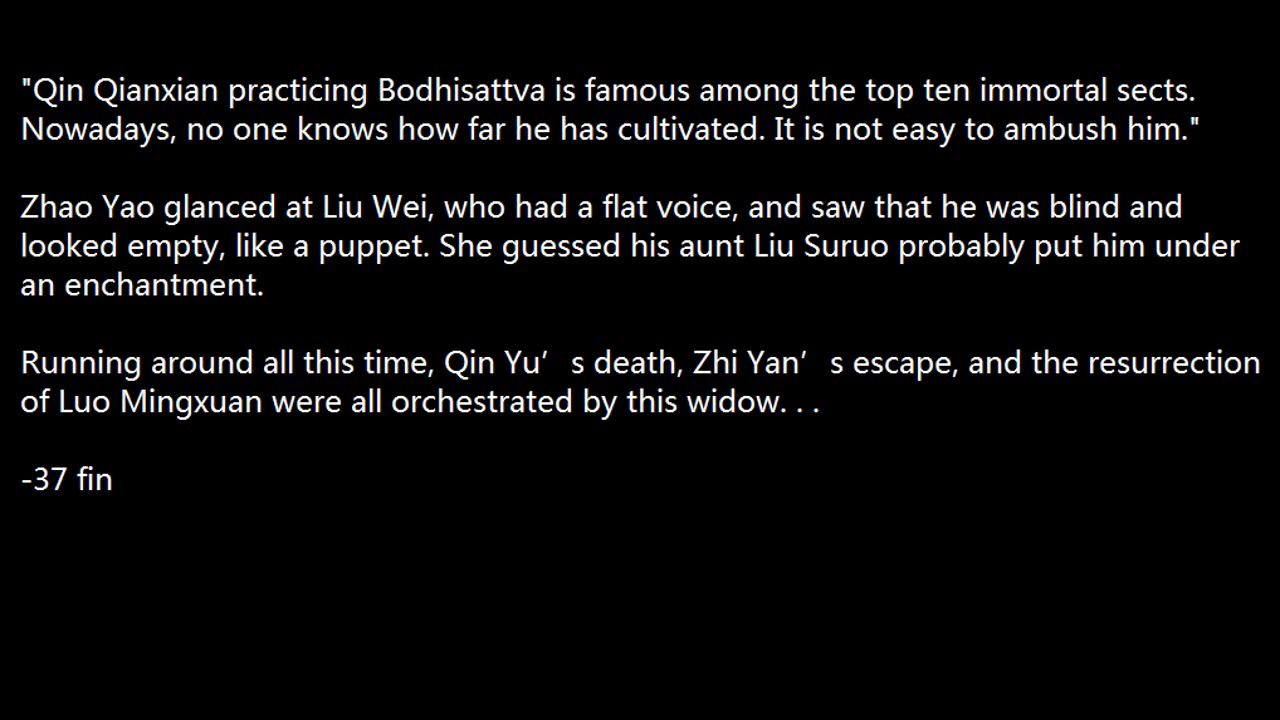 "Qin Qianxian practicing Bodhisattva is famous among the top ten immortal sects.
Nowadays, no one knows how far he has cultivated. It is not easy to ambush him."
Zhao Yao glanced at Liu Wei, who had a flat voice, and saw that he was blind and
looked empty, like a puppet. She guessed his aunt Liu Suruo probably put him under
an enchantment.
Running around all this time, Qin Yu’s death, Zhi Yan’s escape, and the resurrection
of Luo Mingxuan were all orchestrated by this widow. . .
-37 fin